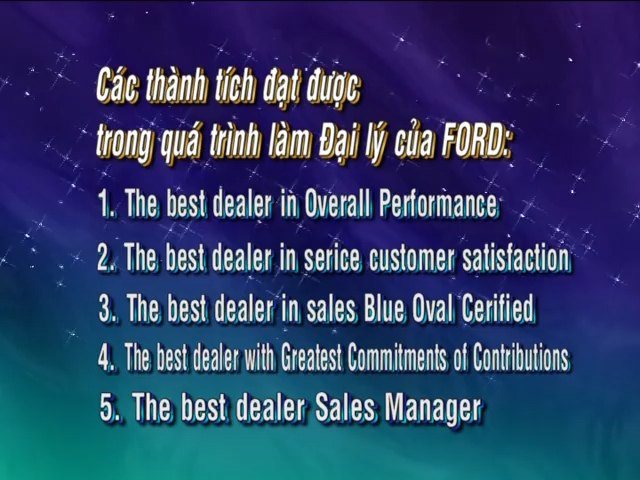 Các thành tích đạt được
trong quá trình làm Đại lý của FORD:
1. The best dealer in Overall Performance
2. The best dealer in serice customer satisfaction
3. The best dealer in sales Blue Oval Cerified
4. The best dealer with Greatest Commitments of Contributions
5. The best dealer Sales Manager